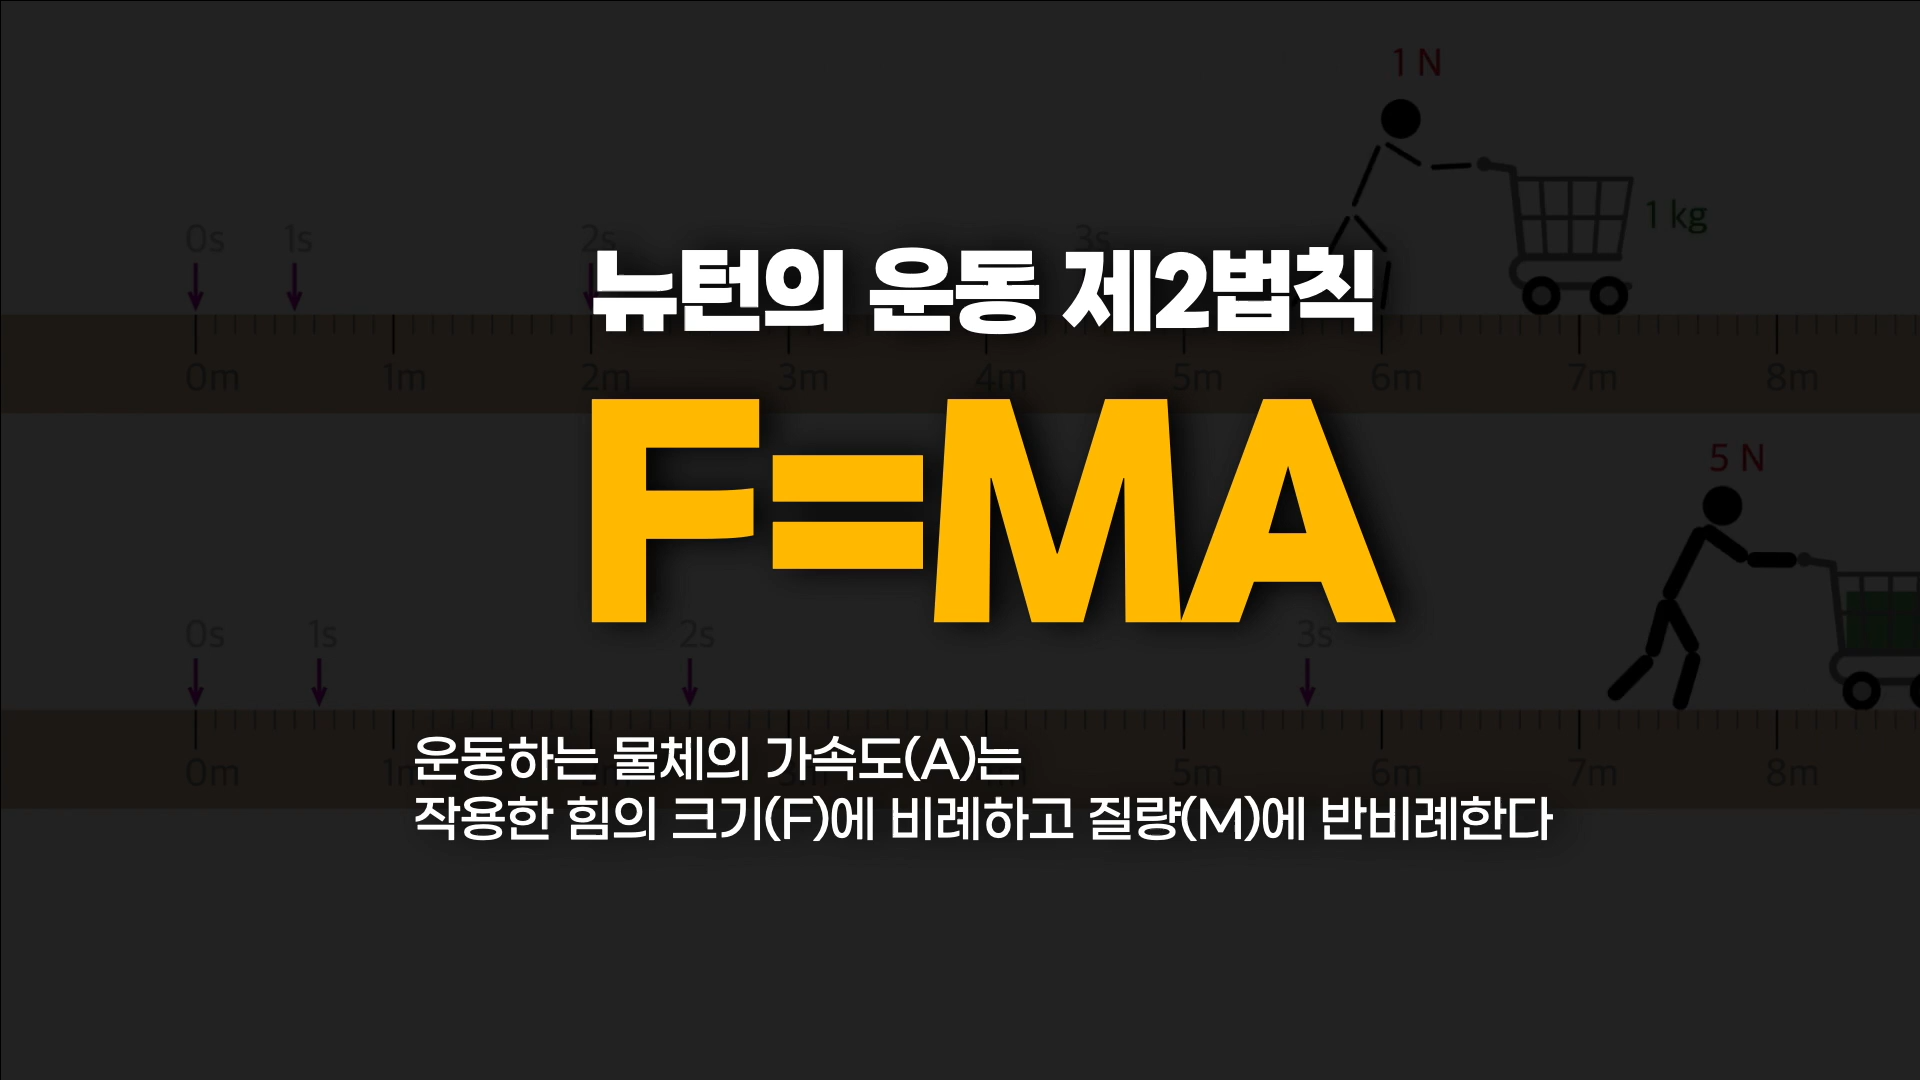 1 N
1 kg
0s 1s 2s 3s
뉴턴의 운동 제2법칙
0m 1m 2m 3m 4m 5m 6m 7m 8m
F=MA
5 N
0s 1s 2s 3s
운동하는 물체의 가속도(A)는
0m 5m 6m 7m 8m
작용한 힘의 크기(F)에 비례하고 질량(M)에 반비례한다